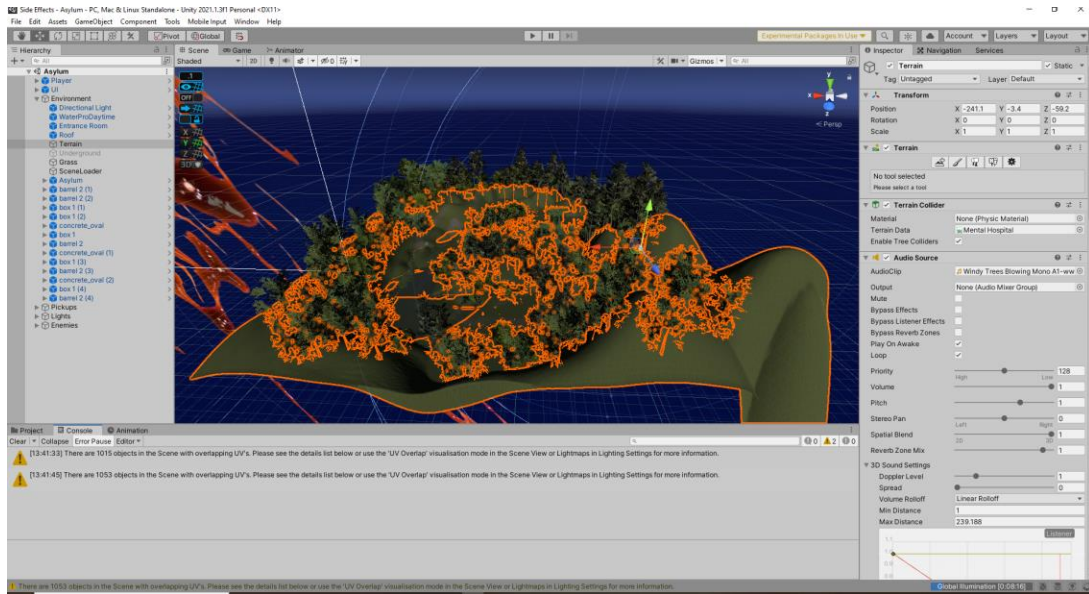 Side Effects - Asylum - PC, Mac & Linux Standalone - Unity 2021.1.3f1 Personal <DX11>
File Edit Assets GameObject Component Tools Mobile Input Window Help
Pivot Global Experimental Packages In Use Account Layers Layout
Hierarchy
All
Asylum
Player
UI
Environment
Directional Light
WaterProDaytime
Entrance Room
Roof
Terrain
Underground
Grass
SceneLoader
Asylum
barrel 2 (1)
barrel 2 (2)
box 1 (1)
box 1 (2)
concrete_oval
box 1
barrel 2
concrete_oval (1)
box 1 (3)
barrel 2 (3)
concrete_oval (2)
box 1 (4)
barrel 2 (4)
Pickups
Lights
Enemies
Scene Game Animator
Shaded 2D 0 Gizmos All
.1
OFF
X
Y
Z
3D
y
x
z
< Persp
Project Console Animation
Clear Collapse Error Pause Editor 0 2 0
[13:41:33] There are 1015 objects in the Scene with overlapping UV's. Please see the details list below or use the 'UV Overlap' visualisation mode in the Scene View or Lightmaps in Lighting Settings for more information.
[13:41:45] There are 1053 objects in the Scene with overlapping UV's. Please see the details list below or use the 'UV Overlap' visualisation mode in the Scene View or Lightmaps in Lighting Settings for more information.
Inspector Navigation Services
Terrain Static
Tag Untagged Layer Default
Transform
Position X -241.1 Y -3.4 Z -59.2
Rotation X 0 Y 0 Z 0
Scale X 1 Y 1 Z 1
Terrain
No tool selected
Please select a tool
Terrain Collider
Material None (Physic Material)
Terrain Data Mental Hospital
Enable Tree Colliders
Audio Source
AudioClip Windy Trees Blowing Mono A1-ww
Output None (Audio Mixer Group)
Mute
Bypass Effects
Bypass Listener Effects
Bypass Reverb Zones
Play On Awake
Loop
Priority 128
High Low
Volume 1
Pitch 1
Stereo Pan 0
Left Right
Spatial Blend 1
2D 3D
Reverb Zone Mix 1
3D Sound Settings
Doppler Level 1
Spread 0
Volume Rolloff Linear Rolloff
Min Distance 1
Max Distance 239.188
Listener
There are 1053 objects in the Scene with overlapping UV's. Please see the details list below or use the 'UV Overlap' visualisation mode in the Scene View or Lightmaps in Lighting Settings for more information.
Global Illumination [0:09:16]